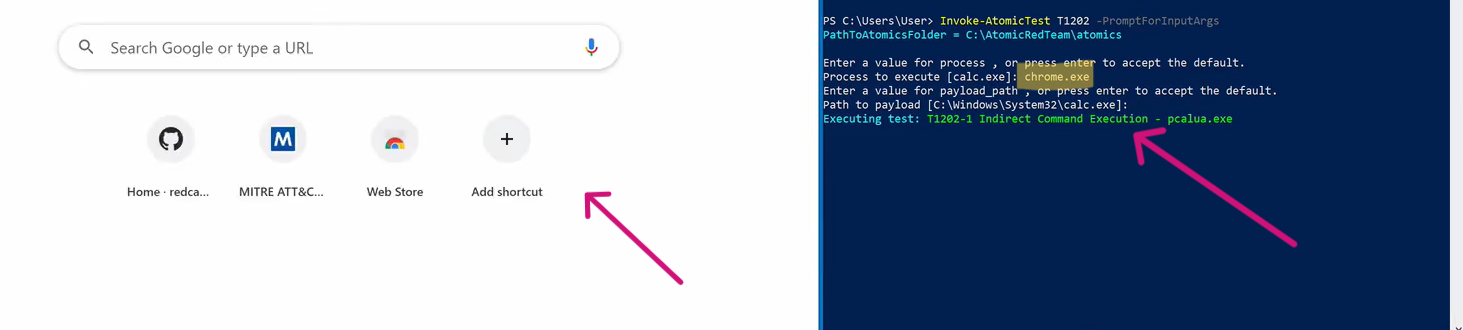 Search Google or type a URL
M
Home · redca...
MITRE ATT&C...
Web Store
Add shortcut
PS C:\Users\User> Invoke-AtomicTest T1202 -PromptForInputArgs
PathToAtomicsFolder = C:\AtomicRedTeam\atomics
Enter a value for process , or press enter to accept the default.
Process to execute [calc.exe]: chrome.exe
Enter a value for payload_path , or press enter to accept the default.
Path to payload [C:\Windows\System32\calc.exe]:
Executing test: T1202-1 Indirect Command Execution - pcalua.exe